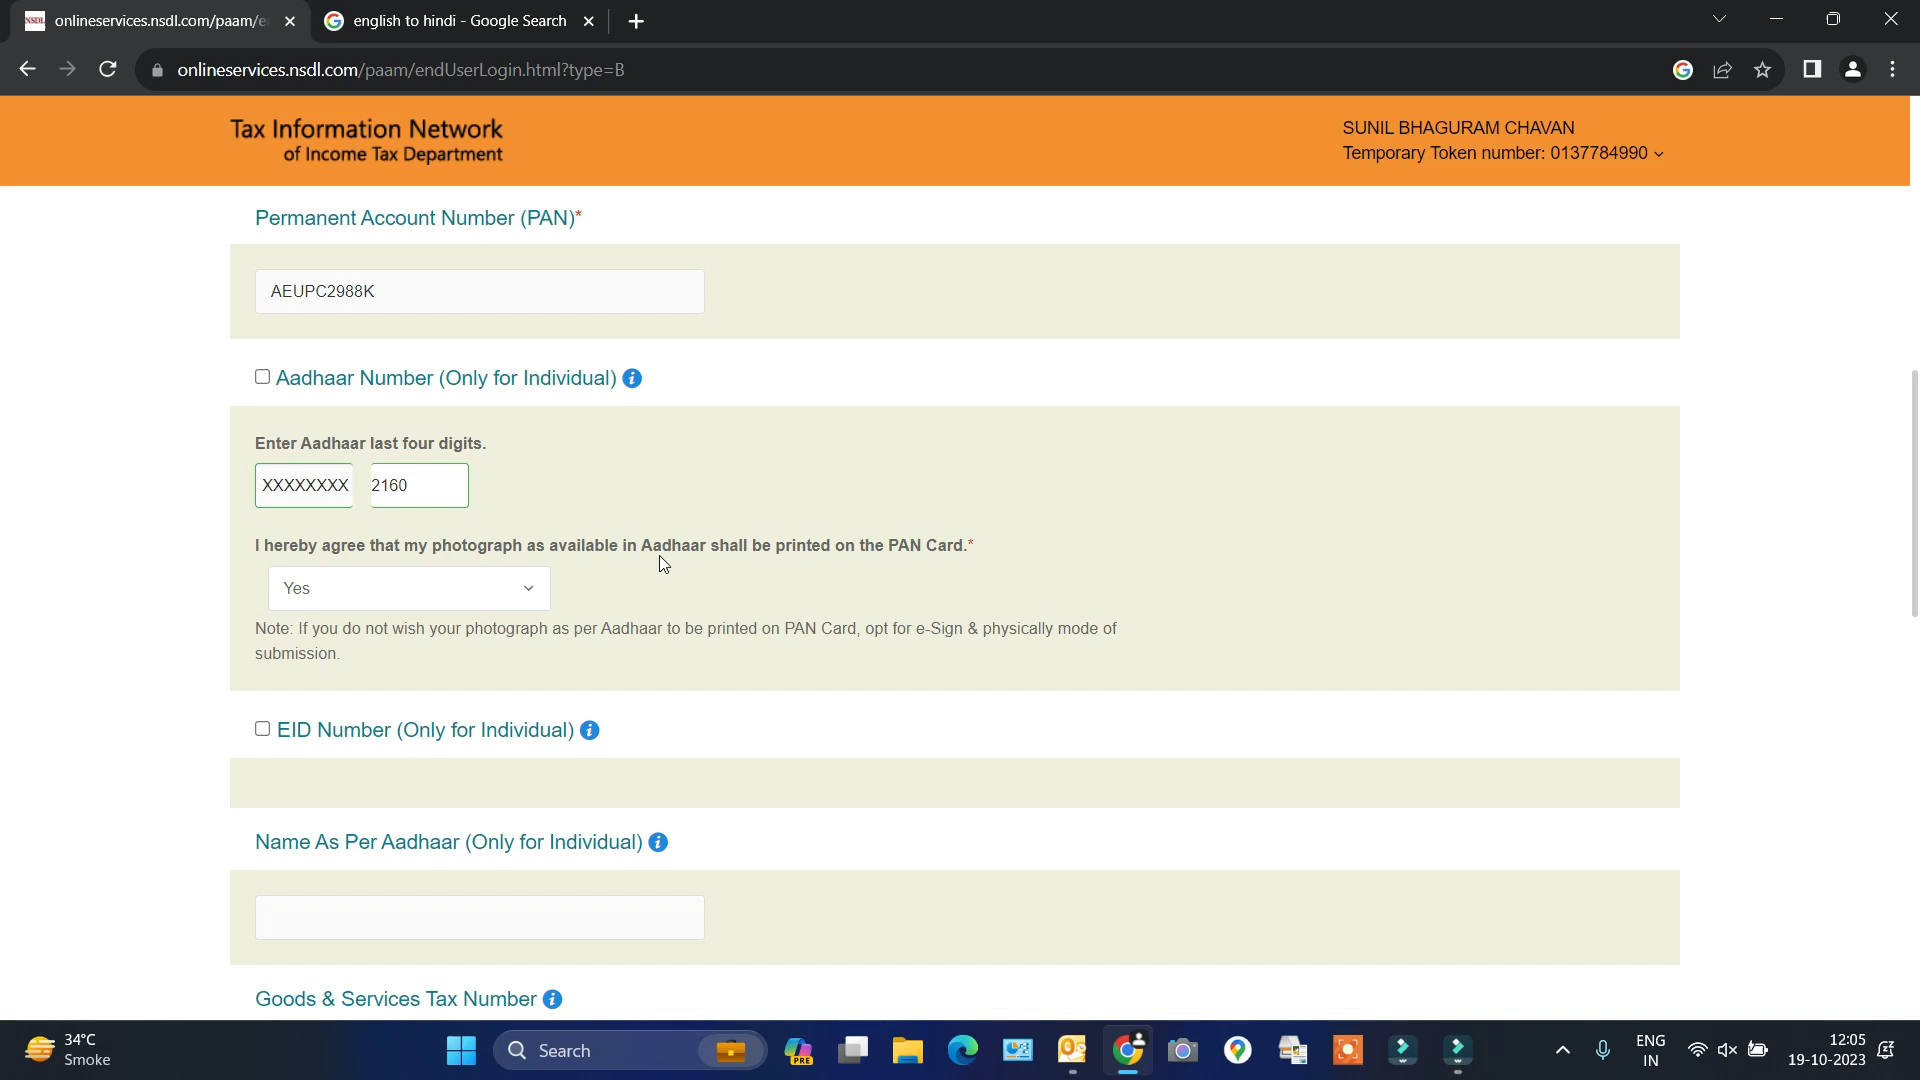 onlineservices.nsdl.com/paam/e
english to hindi - Google Search
onlineservices.nsdl.com/paam/endUserLogin.html?type=B
Tax Information Network
of Income Tax Department
SUNIL BHAGURAM CHAVAN
Temporary Token number: 0137784990
Permanent Account Number (PAN)*
AEUPC2988K
Aadhaar Number (Only for Individual) i
Enter Aadhaar last four digits.
XXXXXXXX 2160
I hereby agree that my photograph as available in Aadhaar shall be printed on the PAN Card.*
Yes
Note: If you do not wish your photograph as per Aadhaar to be printed on PAN Card, opt for e-Sign & physically mode of
submission.
EID Number (Only for Individual) i
Name As Per Aadhaar (Only for Individual) i
Goods & Services Tax Number i
34°C
Smoke
Search
PRE
ENG
IN
12:05
19-10-2023